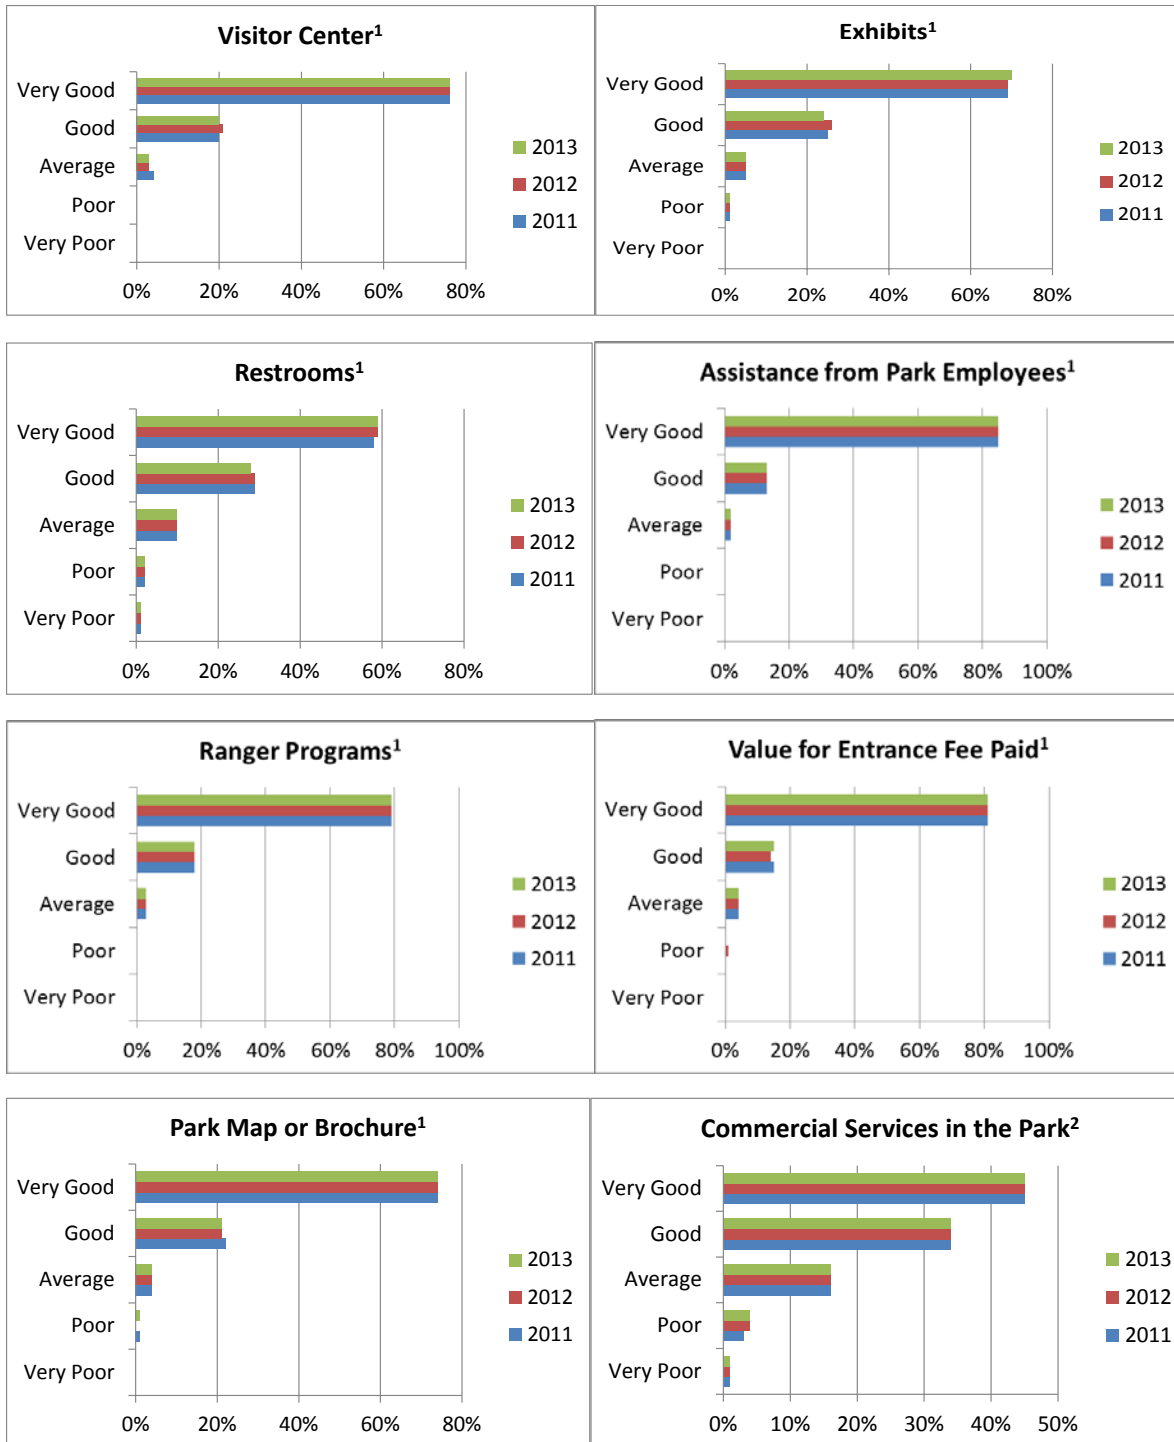 Visitor Center¹
Very Good
Good
Average
Poor
Very Poor
0% 20% 40% 60% 80%
2013
2012
2011
Exhibits¹
Very Good
Good
Average
Poor
Very Poor
0% 20% 40% 60% 80%
2013
2012
2011
Restrooms¹
Very Good
Good
Average
Poor
Very Poor
0% 20% 40% 60% 80%
2013
2012
2011
Assistance from Park Employees¹
Very Good
Good
Average
Poor
Very Poor
0% 20% 40% 60% 80% 100%
2013
2012
2011
Ranger Programs¹
Very Good
Good
Average
Poor
Very Poor
0% 20% 40% 60% 80% 100%
2013
2012
2011
Value for Entrance Fee Paid¹
Very Good
Good
Average
Poor
Very Poor
0% 20% 40% 60% 80% 100%
2013
2012
2011
Park Map or Brochure¹
Very Good
Good
Average
Poor
Very Poor
0% 20% 40% 60% 80%
2013
2012
2011
Commercial Services in the Park²
Very Good
Good
Average
Poor
Very Poor
0% 10% 20% 30% 40% 50%
2013
2012
2011